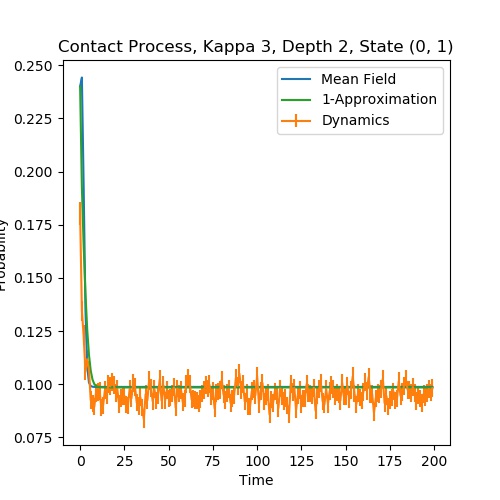 Contact Process, Kappa 3, Depth 2, State (0, 1)
Mean Field
1-Approximation
Dynamics
0.250
0.225
0.200
0.175
0.150
0.125
0.100
0.075
Probability
0
25
50
75
100
125
150
175
200
Time